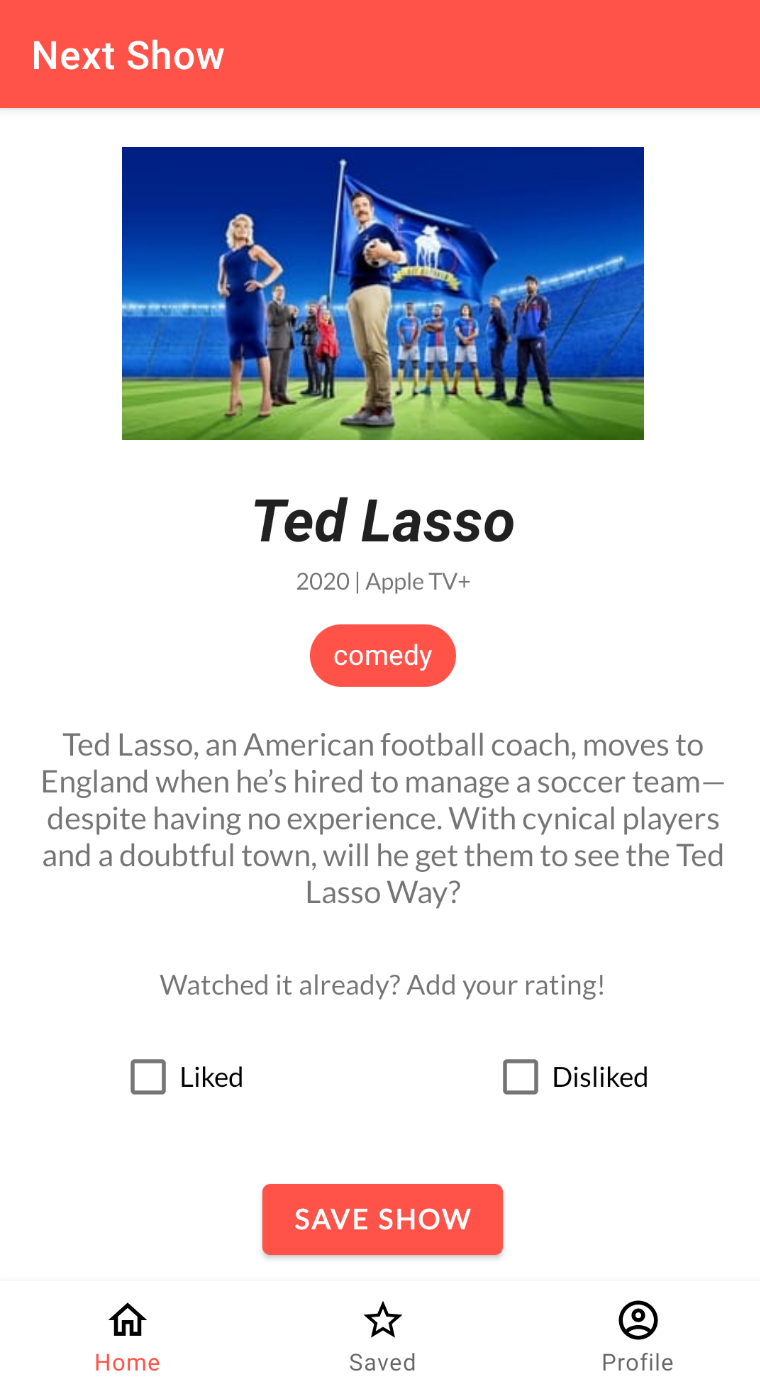 Next Show
Ted Lasso
2020 | Apple TV+
comedy
Ted Lasso, an American football coach, moves to
England when he’s hired to manage a soccer team—
despite having no experience. With cynical players
and a doubtful town, will he get them to see the Ted
Lasso Way?
Watched it already? Add your rating!
Liked
Disliked
SAVE SHOW
Home
Saved
Profile